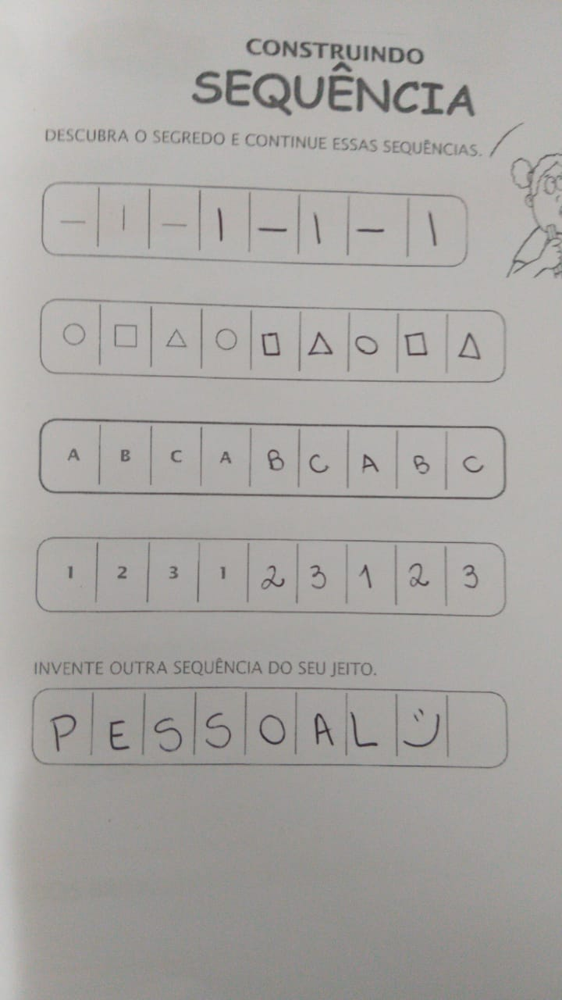 CONSTRUINDO
SEQUÊNCIA
DESCUBRA O SEGREDO E CONTINUE ESSAS SEQUÊNCIAS.
— | — | — | — |
○ □ △ ○ □ △ ○ □ △
A B C A B C A B C
1 2 3 1 2 3 1 2 3
INVENTE OUTRA SEQUÊNCIA DO SEU JEITO.
P E S S O A L